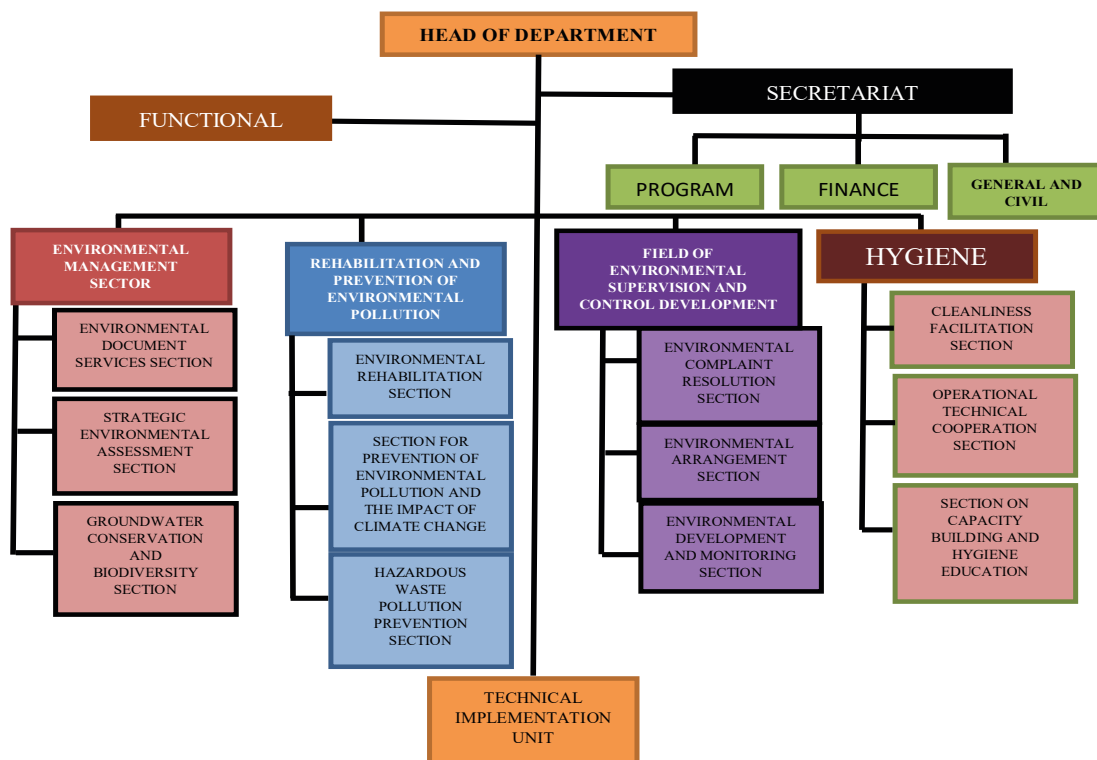 HEAD OF DEPARTMENT
SECRETARIAT
FUNCTIONAL
PROGRAM
FINANCE
GENERAL AND
CIVIL
ENVIRONMENTAL
MANAGEMENT
SECTOR
ENVIRONMENTAL
DOCUMENT
SERVICES SECTION
STRATEGIC
ENVIRONMENTAL
ASSESSMENT
SECTION
GROUNDWATER
CONSERVATION
AND
BIODIVERSITY
SECTION
REHABILITATION AND
PREVENTION OF
ENVIRONMENTAL
POLLUTION
ENVIRONMENTAL
REHABILITATION
SECTION
SECTION FOR
PREVENTION OF
ENVIRONMENTAL
POLLUTION AND
THE IMPACT OF
CLIMATE CHANGE
HAZARDOUS
WASTE
POLLUTION
PREVENTION
SECTION
FIELD OF
ENVIRONMENTAL
SUPERVISION AND
CONTROL DEVELOPMENT
ENVIRONMENTAL
COMPLAINT
RESOLUTION
SECTION
ENVIRONMENTAL
ARRANGEMENT
SECTION
ENVIRONMENTAL
DEVELOPMENT
AND MONITORING
SECTION
HYGIENE
CLEANLINESS
FACILITATION
SECTION
OPERATIONAL
TECHNICAL
COOPERATION
SECTION
SECTION ON
CAPACITY
BUILDING AND
HYGIENE
EDUCATION
TECHNICAL
IMPLEMENTATION
UNIT